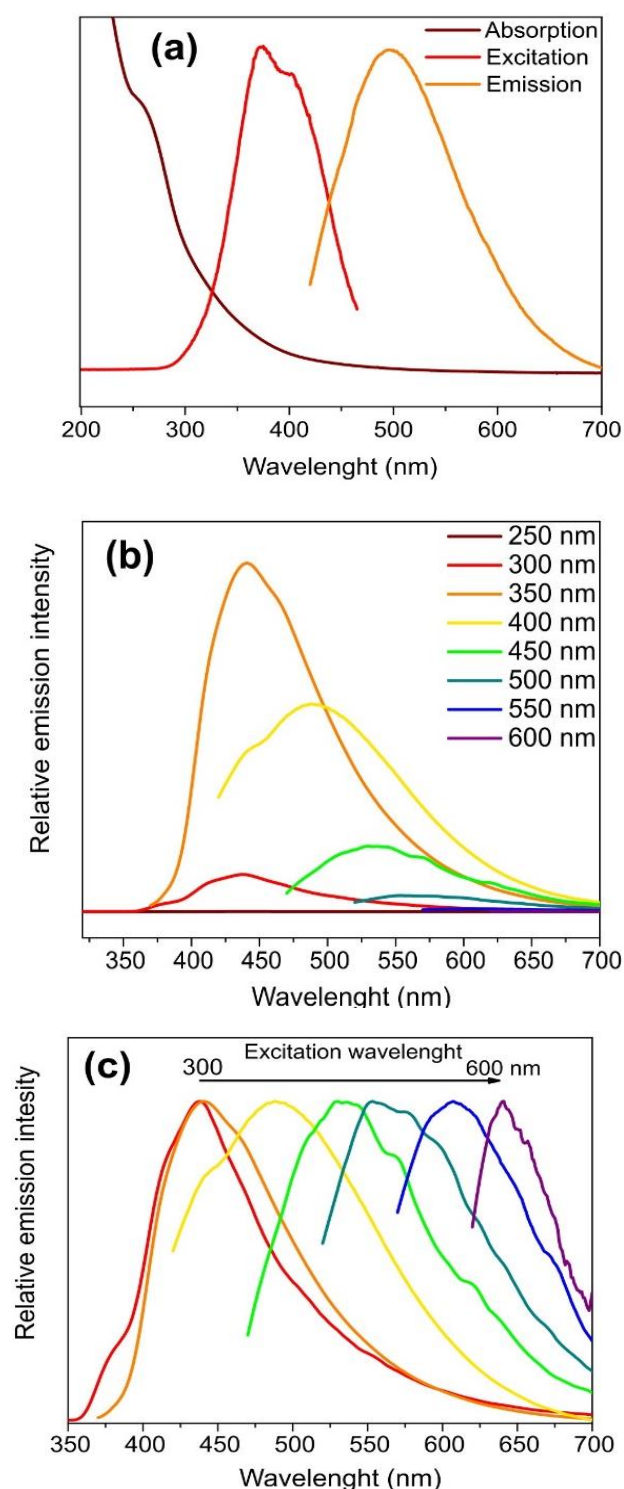 (a)
Absorption
Excitation
Emission
200 300 400 500 600 700
Wavelenght (nm)
(b)
250 nm
300 nm
350 nm
400 nm
450 nm
500 nm
550 nm
600 nm
Relative emission intensity
350 400 450 500 550 600 650 700
Wavelenght (nm)
(c)
Excitation wavelenght
300 600 nm
Relative emission intesity
350 400 450 500 550 600 650 700
Wavelenght (nm)